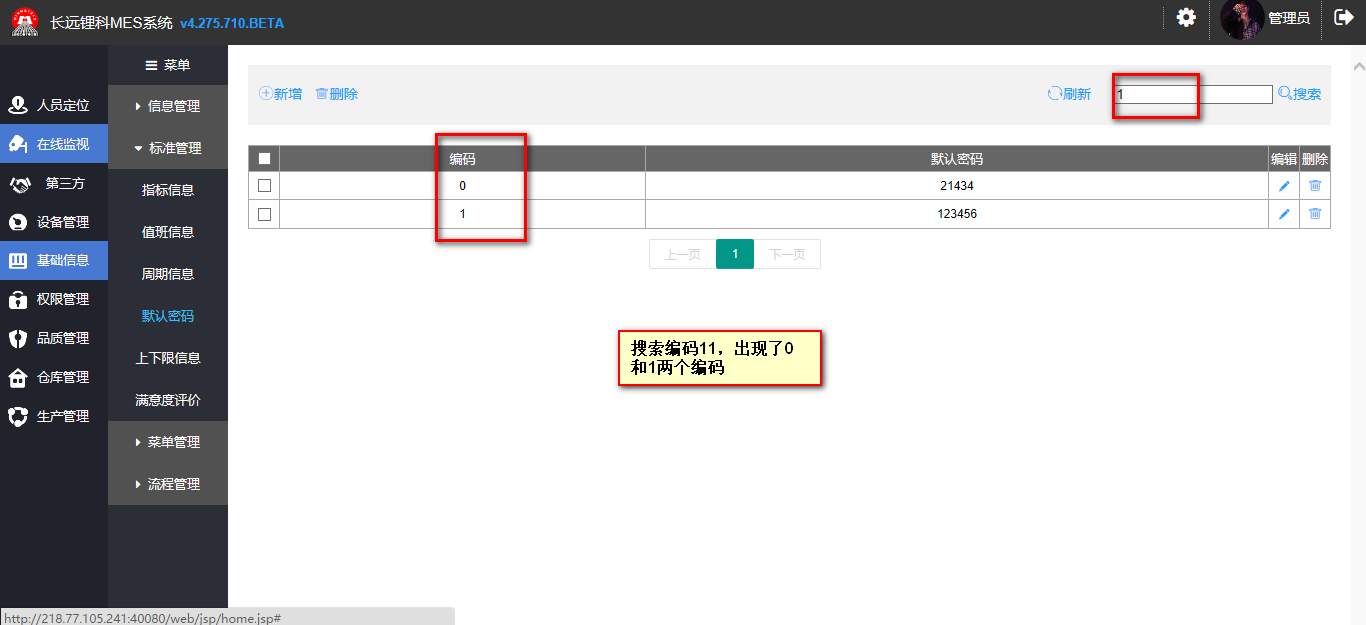 长远锂科MES系统 v4.275.710.BETA
管理员
菜单
人员定位
在线监视
第三方
设备管理
基础信息
权限管理
品质管理
仓库管理
生产管理
信息管理
标准管理
指标信息
值班信息
周期信息
默认密码
上下限信息
满意度评价
菜单管理
流程管理
新增 删除 刷新 1 搜索
编码 默认密码 编辑 删除
0 21434
1 123456
上一页 1 下一页
搜索编码11，出现了0
和1两个编码
http://218.77.105.241:40080/web/jsp/home.jsp#